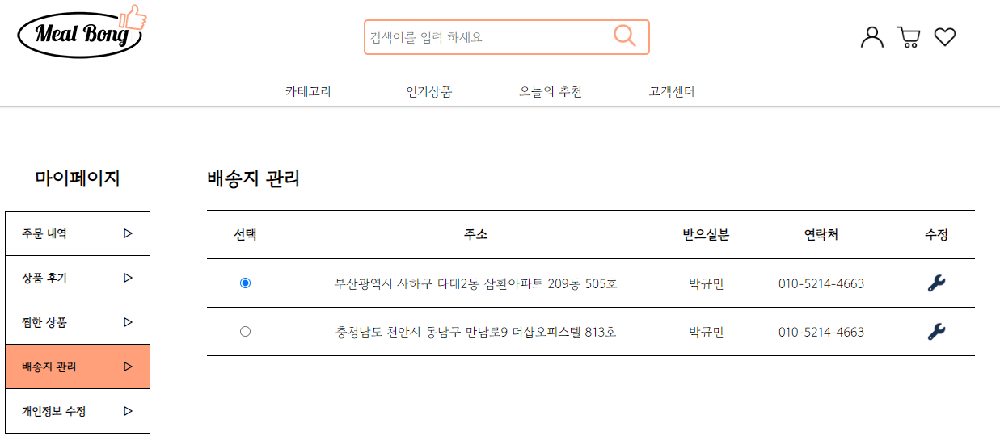 Meal Bong
검색어를 입력 하세요
카테고리 인기상품 오늘의 추천 고객센터
마이페이지
주문 내역 ▷
상품 후기 ▷
찜한 상품 ▷
배송지 관리 ▷
개인정보 수정 ▷
배송지 관리
선택 주소 받으실분 연락처 수정
부산광역시 사하구 다대2동 삼환아파트 209동 505호 박규민 010-5214-4663
충청남도 천안시 동남구 만남로9 더샵오피스텔 813호 박규민 010-5214-4663